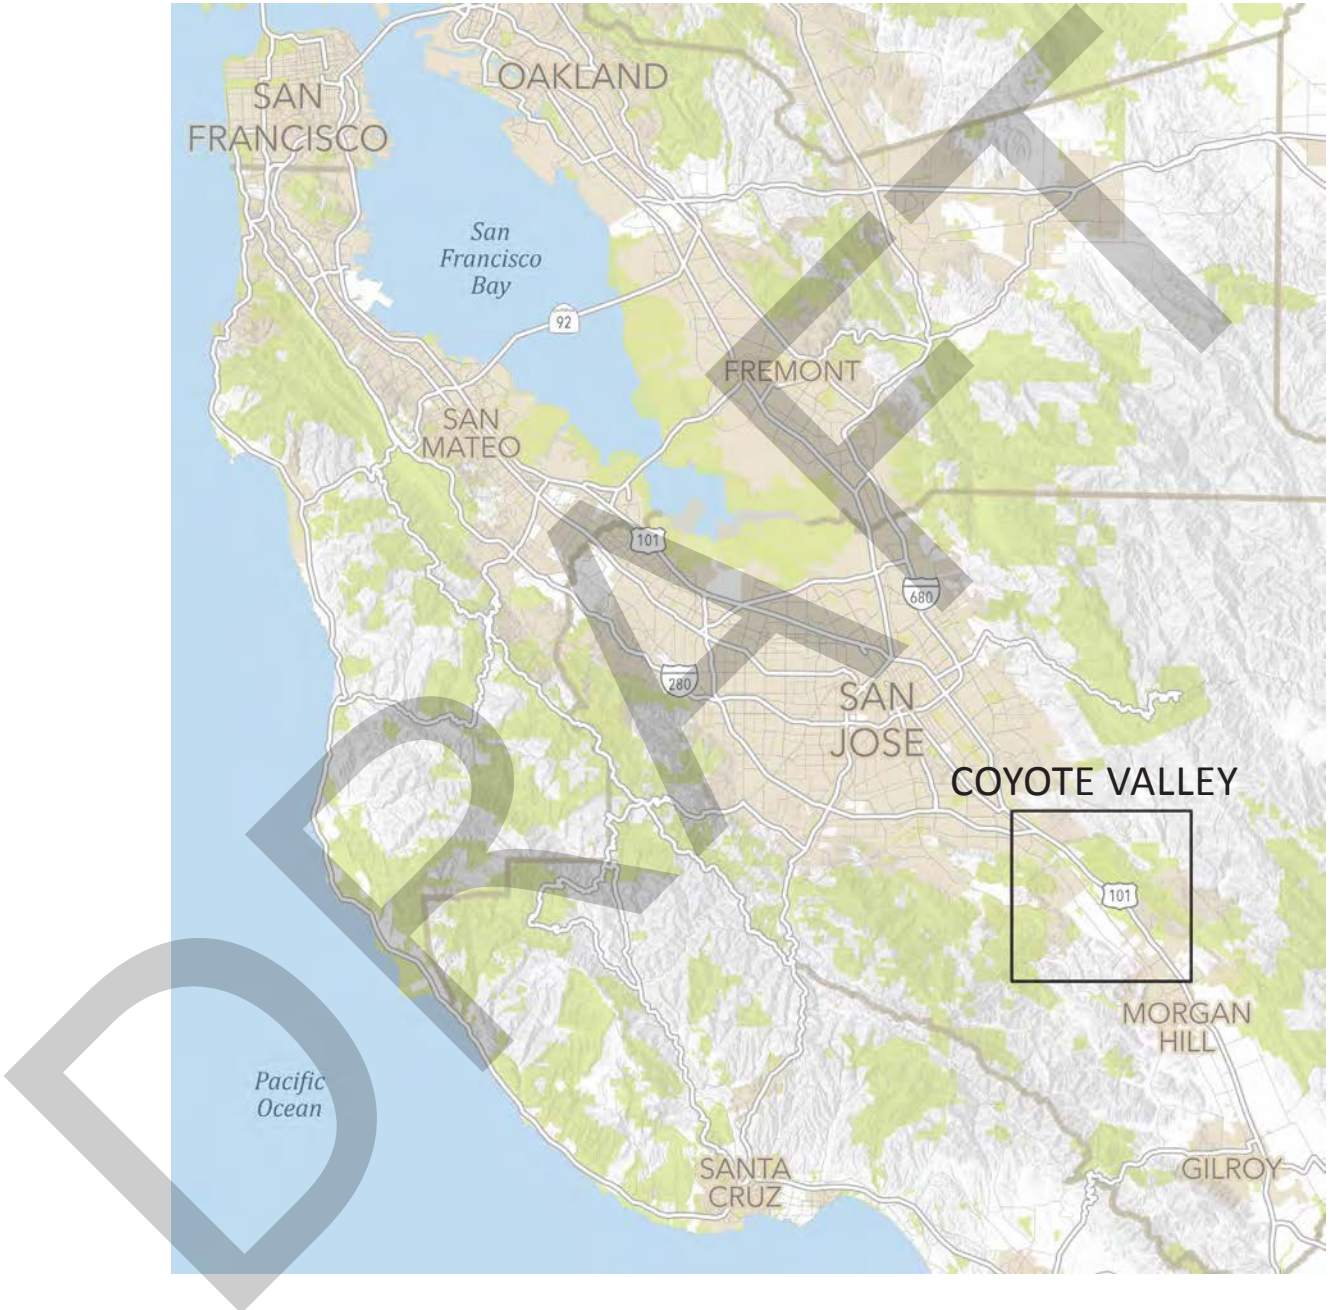 OAKLAND
SAN
FRANCISCO
San
Francisco
Bay
92
FREMONT
SAN
MATEO
101
680
280
SAN
JOSE
COYOTE VALLEY
101
MORGAN
HILL
Pacific
Ocean
SANTA
CRUZ
GILROY
DRAFT